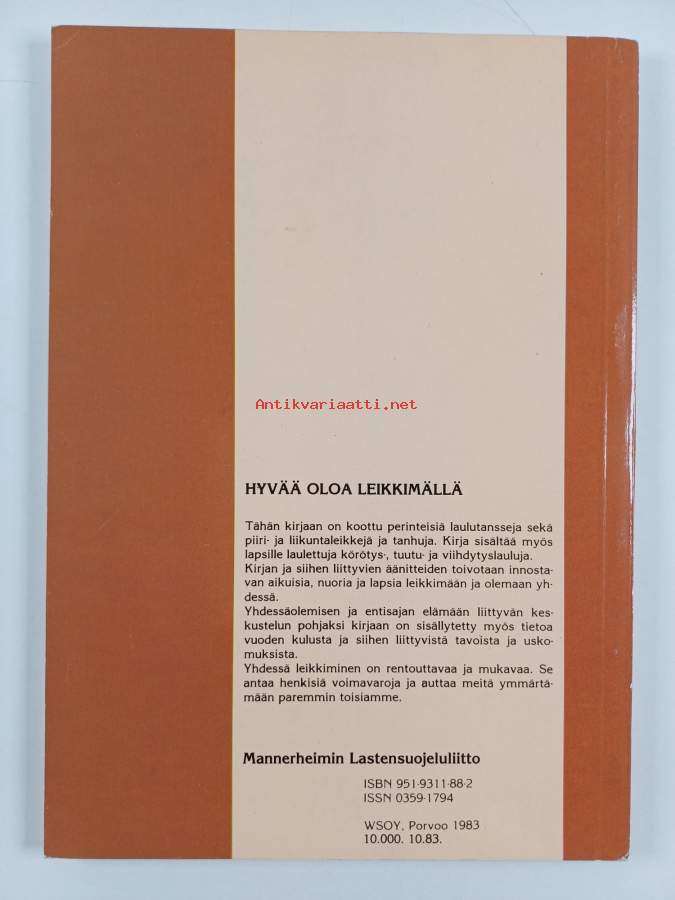 Antikvariaatti.net
HYVÄÄ OLOA LEIKKIMÄLLÄ
Tähän kirjaan on koottu perinteisiä laulutansseja sekä
piiri- ja liikuntaleikkejä ja tanhuja. Kirja sisältää myös
lapsille laulettuja körötys-, tuutu- ja viihdytyslauluja.
Kirjan ja siihen liittyvien äänitteiden toivotaan innosta-
van aikuisia, nuoria ja lapsia leikkimään ja olemaan yh-
dessä.
Yhdessäolemisen ja entisajan elämään liittyvän kes-
kustelun pohjaksi kirjaan on sisällytetty myös tietoa
vuoden kulusta ja siihen liittyvistä tavoista ja usko-
muksista.
Yhdessä leikkiminen on rentouttavaa ja mukavaa. Se
antaa henkisiä voimavaroja ja auttaa meitä ymmärtä-
mään paremmin toisiamme.
Mannerheimin Lastensuojeluliitto
ISBN 951-9311-88-2
ISSN 0359-1794
WSOY, Porvoo 1983
10.000. 10.83.